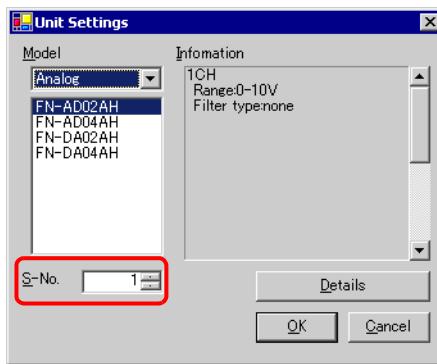 Unit Settings
Model
Infomation
Analog
FN-AD02AH
FN-AD04AH
FN-DA02AH
FN-DA04AH
1CH
Range:0-10V
Filter type:none
S-No.
1
Details
OK
Cancel